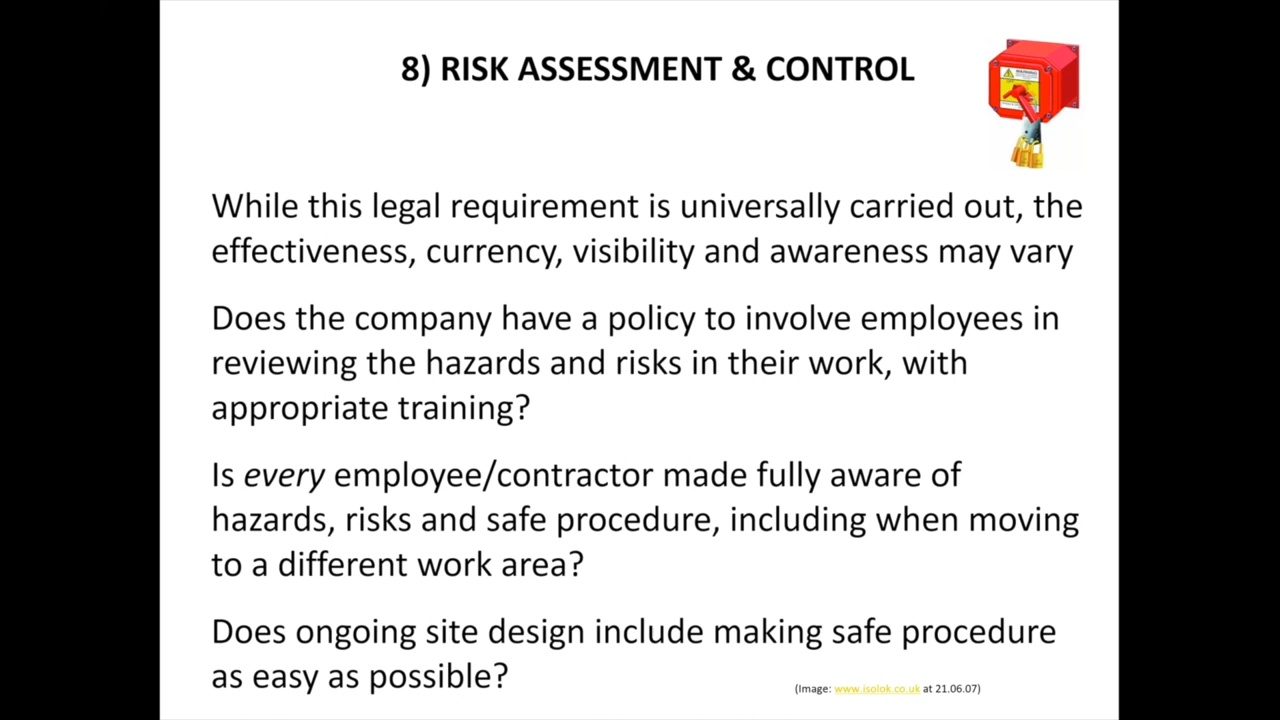 8) RISK ASSESSMENT & CONTROL
While this legal requirement is universally carried out, the
effectiveness, currency, visibility and awareness may vary
Does the company have a policy to involve employees in
reviewing the hazards and risks in their work, with
appropriate training?
Is every employee/contractor made fully aware of
hazards, risks and safe procedure, including when moving
to a different work area?
Does ongoing site design include making safe procedure
as easy as possible?
(Image: www.isolok.co.uk at 21.06.07)